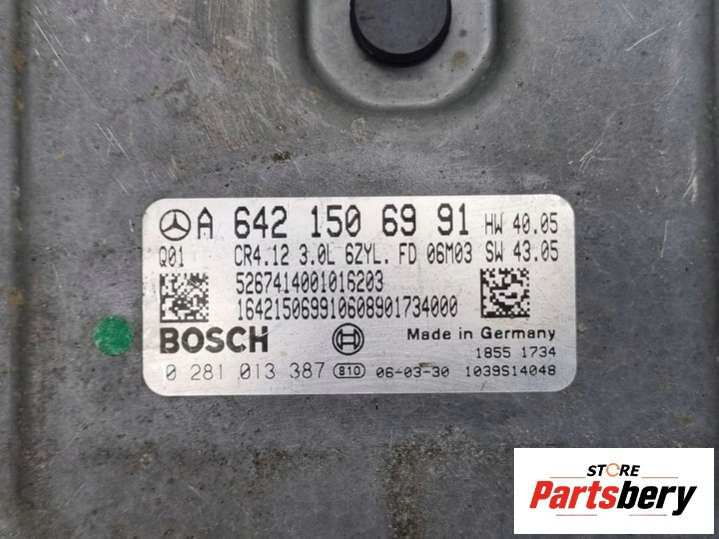 A 642 150 69 91 HW 40.05
Q01 CR4.12 3.0L 6ZYL. FD 06M03 SW 43.05
5267414001016203
164215069910608901734000
BOSCH Made in Germany
1855 1734
0 281 013 387 810 06-03-30 1039S14048
STORE
Partsbery